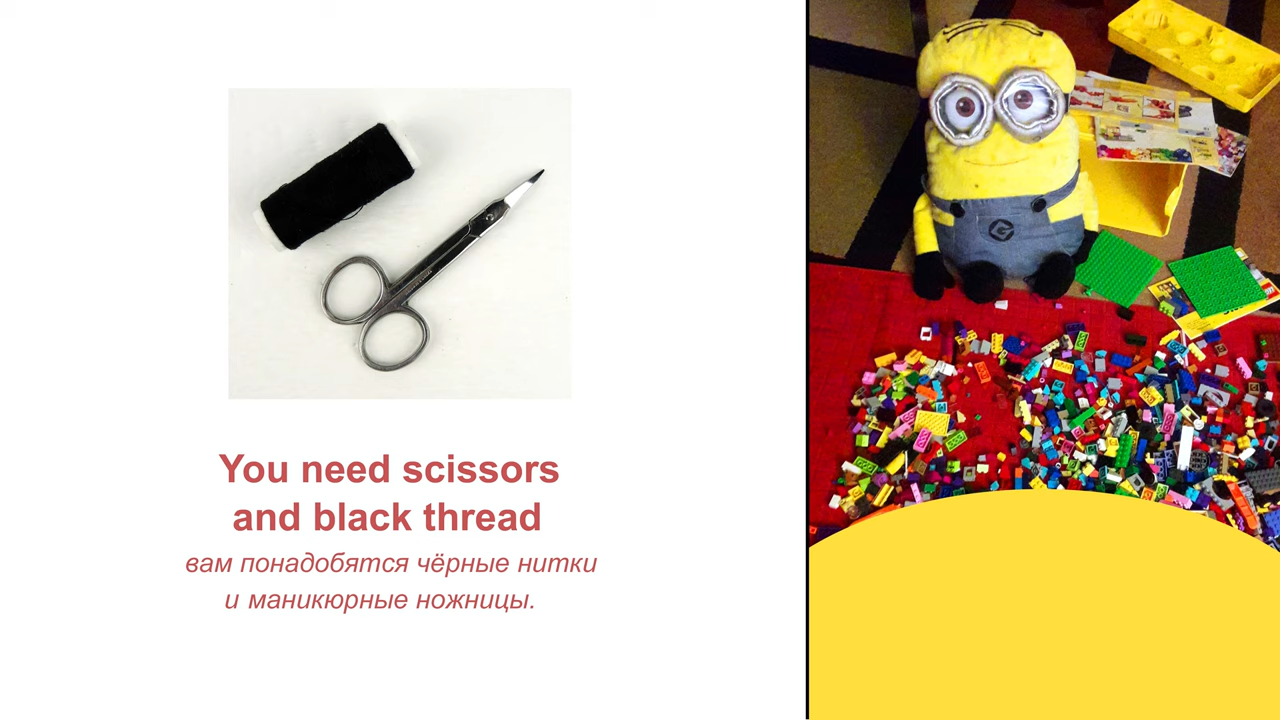 You need scissors
and black thread
вам понадобятся чёрные нитки
и маникюрные ножницы.